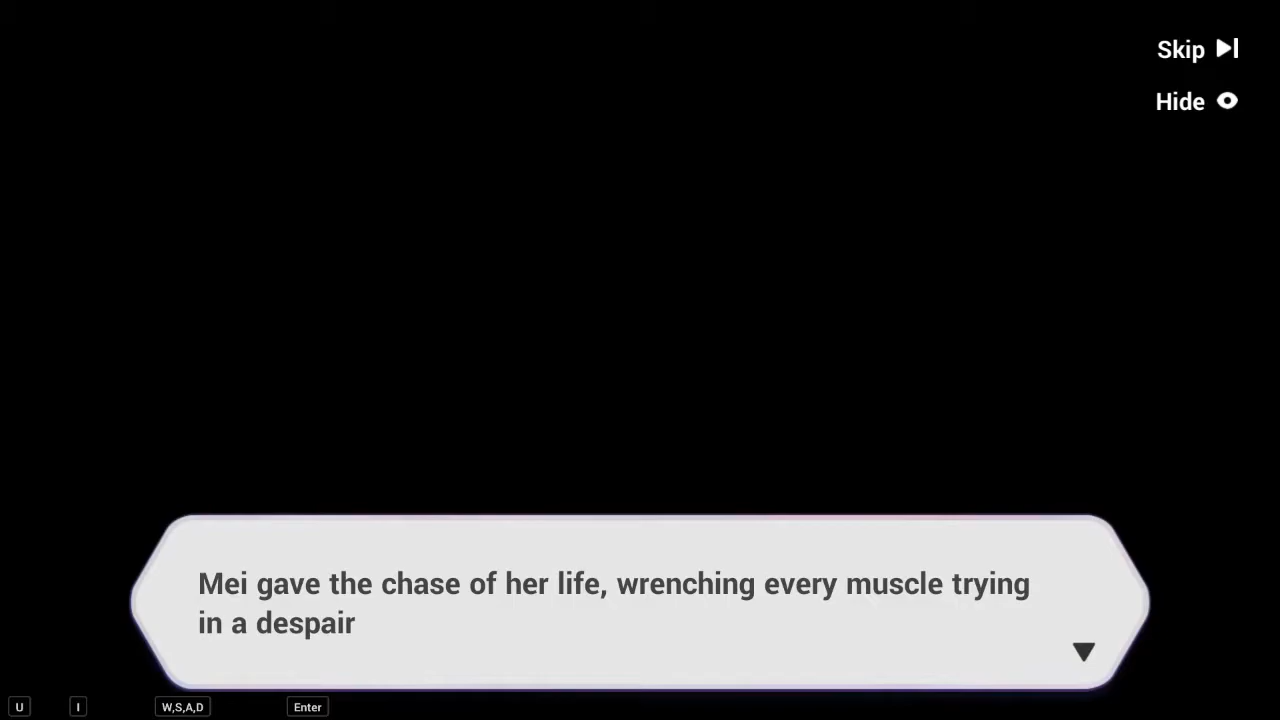 Skip
Hide
Mei gave the chase of her life, wrenching every muscle trying
in a despair
U
I
W,S,A,D
Enter